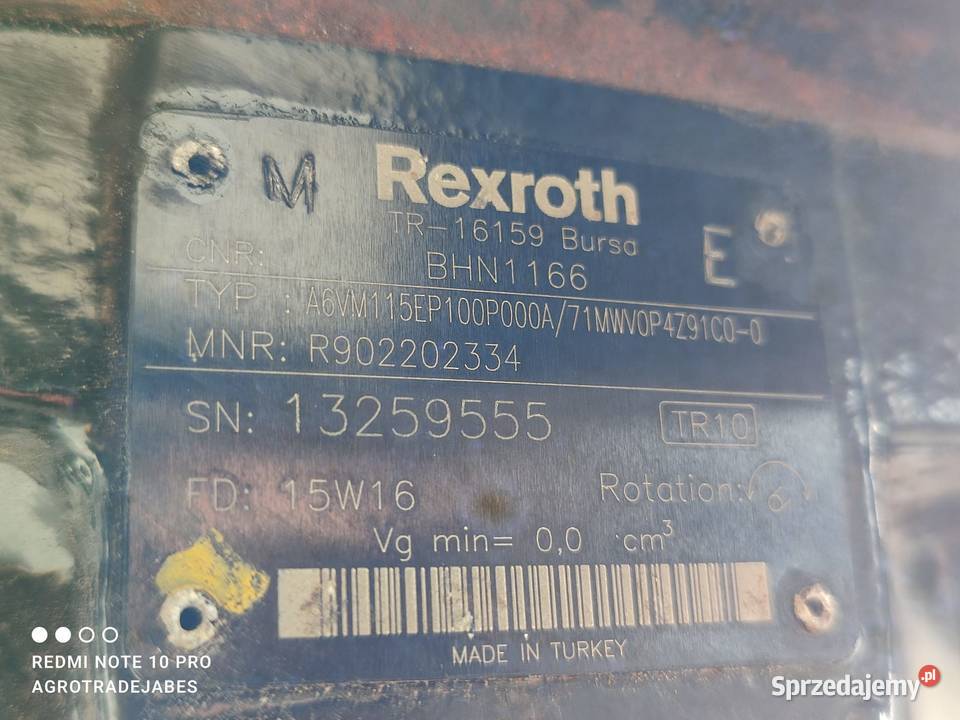 M Rexroth
TR-16159 Bursa
E
CNR: BHN1166
TYP : A6VM115EP100P000A/71MWV0P4Z91C0-0
MNR: R902202334
SN: 13259555 TR10
FD: 15W16 Rotation:
Vg min= 0,0 cm³
MADE IN TURKEY
REDMI NOTE 10 PRO
AGROTRADEJABES
Sprzedajemy.pl